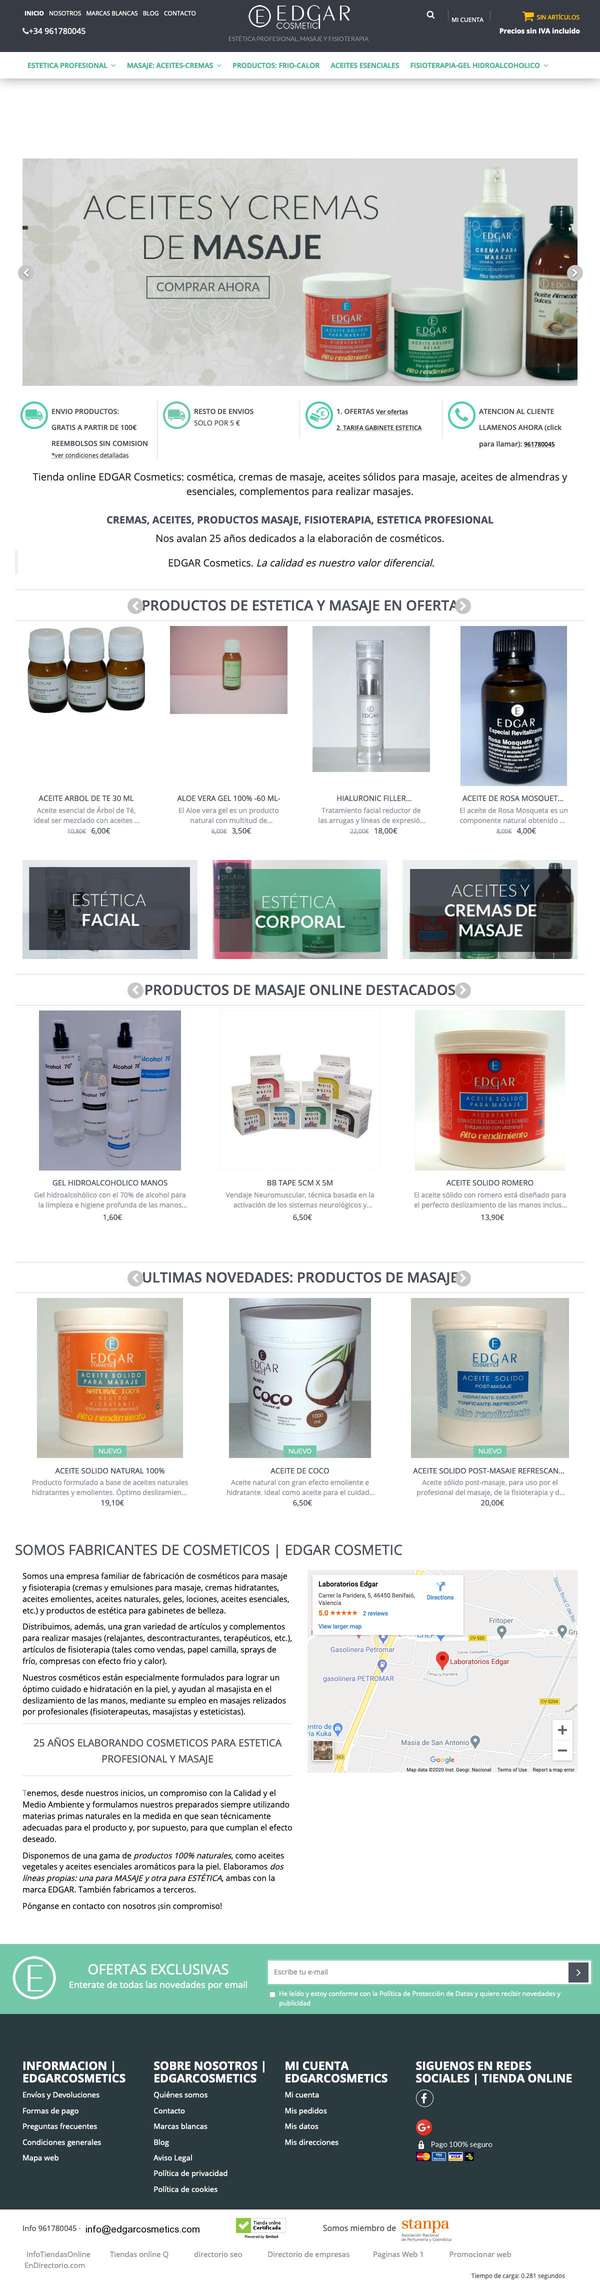 INICIO NOSOTROS MARCAS BLANCAS BLOG CONTACTO
+34 961780045
EDGAR
COSMETIC
ESTÉTICA PROFESIONAL, MASAJE Y FISIOTERAPIA
MI CUENTA
SIN ARTÍCULOS
Precios sin IVA incluido
ESTETICA PROFESIONAL MASAJE: ACEITES-CREMAS PRODUCTOS: FRIO-CALOR ACEITES ESENCIALES FISIOTERAPIA-GEL HIDROALCOHOLICO
ACEITES Y CREMAS
DE MASAJE
COMPRAR AHORA
ENVIO PRODUCTOS:
GRATIS A PARTIR DE 100€
REEMBOLSOS SIN COMISION
*ver condiciones detalladas
RESTO DE ENVIOS
SOLO POR 5 €
1. OFERTAS Ver ofertas
2. TARIFA GABINETE ESTETICA
ATENCION AL CLIENTE
LLAMENOS AHORA (click
para llamar): 961780045
Tienda online EDGAR Cosmetics: cosmética, cremas de masaje, aceites sólidos para masaje, aceites de almendras y
esenciales, complementos para realizar masajes.
CREMAS, ACEITES, PRODUCTOS MASAJE, FISIOTERAPIA, ESTETICA PROFESIONAL
Nos avalan 25 años dedicados a la elaboración de cosméticos.
EDGAR Cosmetics. La calidad es nuestro valor diferencial.
PRODUCTOS DE ESTETICA Y MASAJE EN OFERTA
ACEITE ARBOL DE TE 30 ML
Aceite esencial de Árbol de Té,
ideal ser mezclado con aceites ...
10,80€ 6,00€
ALOE VERA GEL 100% -60 ML-
El Aloe vera gel es un producto
natural con multitud de...
6,00€ 3,50€
HIALURONIC FILLER...
Tratamiento facial reductor de
las arrugas y líneas de expresió...
22,00€ 18,00€
ACEITE DE ROSA MOSQUET...
El aceite de Rosa Mosqueta es un
componente natural obtenido ...
8,00€ 4,00€
ESTÉTICA
FACIAL
ESTÉTICA
CORPORAL
ACEITES Y
CREMAS DE
MASAJE
PRODUCTOS DE MASAJE ONLINE DESTACADOS
GEL HIDROALCOHOLICO MANOS
Gel hidroalcohólico con el 70% de alcohol para
la limpieza e higiene profunda de las manos...
1,60€
BB TAPE 5CM X 5M
Vendaje Neuromuscular, técnica basada en la
activación de los sistemas neurológicos y...
6,50€
ACEITE SOLIDO ROMERO
El aceite sólido con romero está diseñado para
el perfecto deslizamiento de las manos inclus...
13,90€
ULTIMAS NOVEDADES: PRODUCTOS DE MASAJE
NUEVO
NUEVO
NUEVO
ACEITE SOLIDO NATURAL 100%
Producto formulado a base de aceites naturales
hidratantes y emolientes. Óptimo deslizamien...
19,10€
ACEITE DE COCO
Aceite natural con gran efecto emoliente e
hidratante. Ideal como aceite para el cuidad...
6,50€
ACEITE SOLIDO POST-MASAJE REFRESCAN...
Aceite sólido post-masaje, para uso por el
profesional del masaje, de la fisioterapia y d...
20,00€
SOMOS FABRICANTES DE COSMETICOS | EDGAR COSMETIC
Somos una empresa familiar de fabricación de cosméticos para masaje
y fisioterapia (cremas y emulsiones para masaje, cremas hidratantes,
aceites emolientes, aceites naturales, geles, lociones, aceites esenciales,
etc.) y productos de estética para gabinetes de belleza.
Distribuimos, además, una gran variedad de artículos y complementos
para realizar masajes (relajantes, descontracturantes, terapéuticos, etc.),
artículos de fisioterapia (tales como vendas, papel camilla, sprays de
frío, compresas con efecto frio y calor).
Nuestros cosméticos están especialmente formulados para lograr un
óptimo cuidado e hidratación en la piel, y ayudan al masajista en el
deslizamiento de las manos, mediante su empleo en masajes relizados
por profesionales (fisioterapeutas, masajistas y esteticistas).
25 AÑOS ELABORANDO COSMETICOS PARA ESTETICA
PROFESIONAL Y MASAJE
Tenemos, desde nuestros inicios, un compromiso con la Calidad y el
Medio Ambiente y formulamos nuestros preparados siempre utilizando
materias primas naturales en la medida en que sean técnicamente
adecuadas para el producto y, por supuesto, para que cumplan el efecto
deseado.
Disponemos de una gama de productos 100% naturales, como aceites
vegetales y aceites esenciales aromáticos para la piel. Elaboramos dos
líneas propias: una para MASAJE y otra para ESTÉTICA, ambas con la
marca EDGAR. También fabricamos a terceros.
Pónganse en contacto con nosotros ¡sin compromiso!
Laboratorios Edgar
Carrer la Paridera, 5, 46450 Benifaió,
Valencia
5.0 2 reviews
View larger map
Directions
Fritoper
Gasolinera Petromar
gasolinera PETROMAR
Laboratorios Edgar
CV-5254
Masia de San Antonio
Google
Map data ©2020 Inst. Geogr. Nacional Terms of Use Report a map error
OFERTAS EXCLUSIVAS
Enterate de todas las novedades por email
Escribe tu e-mail
He leído y estoy conforme con la Política de Protección de Datos y quiero recibir novedades y
publicidad
INFORMACION |
EDGARCOSMETICS
Envíos y Devoluciones
Formas de pago
Preguntas frecuentes
Condiciones generales
Mapa web
SOBRE NOSOTROS |
EDGARCOSMETICS
Quiénes somos
Contacto
Marcas blancas
Blog
Aviso Legal
Política de privacidad
Política de cookies
MI CUENTA
EDGARCOSMETICS
Mi cuenta
Mis pedidos
Mis datos
Mis direcciones
SIGUENOS EN REDES
SOCIALES | TIENDA ONLINE
Pago 100% seguro
Info 961780045 - info@edgarcosmetics.com
Tienda online
Certificada
Somos miembro de stanpa
InfoTiendasOnline Tiendas online Q directorio seo Directorio de empresas Paginas Web 1 Promocionar web
EnDirectorio.com
Tiempo de carga: 0.281 segundos